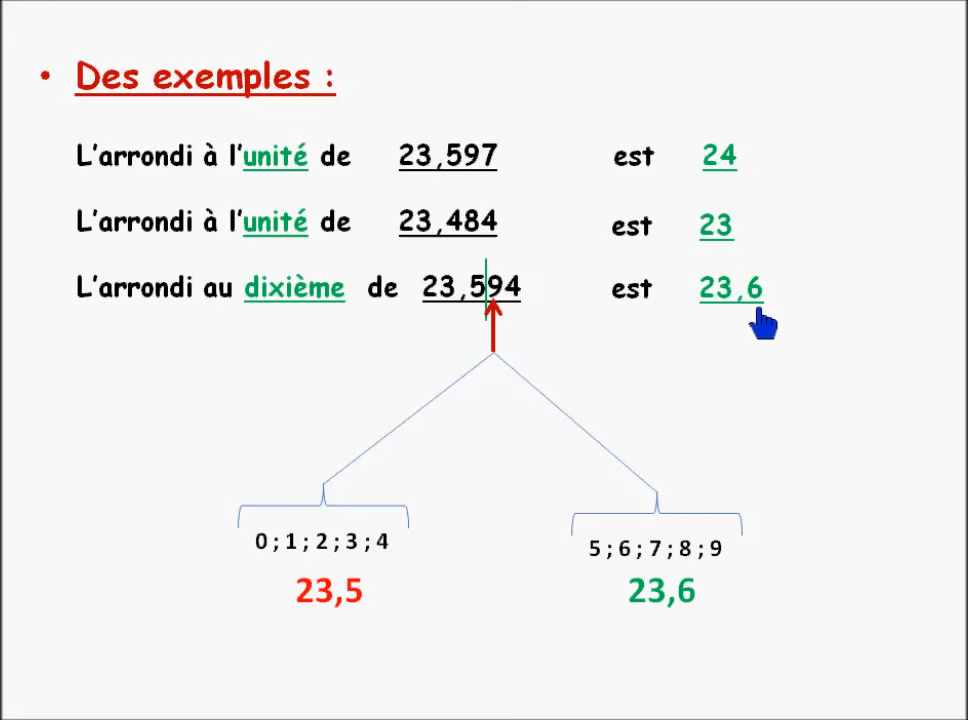 • Des exemples :
L'arrondi à l'unité de 23,597 est 24
L'arrondi à l'unité de 23,484 est 23
L'arrondi au dixième de 23,594 est 23,6
0 ; 1 ; 2 ; 3 ; 4
5 ; 6 ; 7 ; 8 ; 9
23,5
23,6